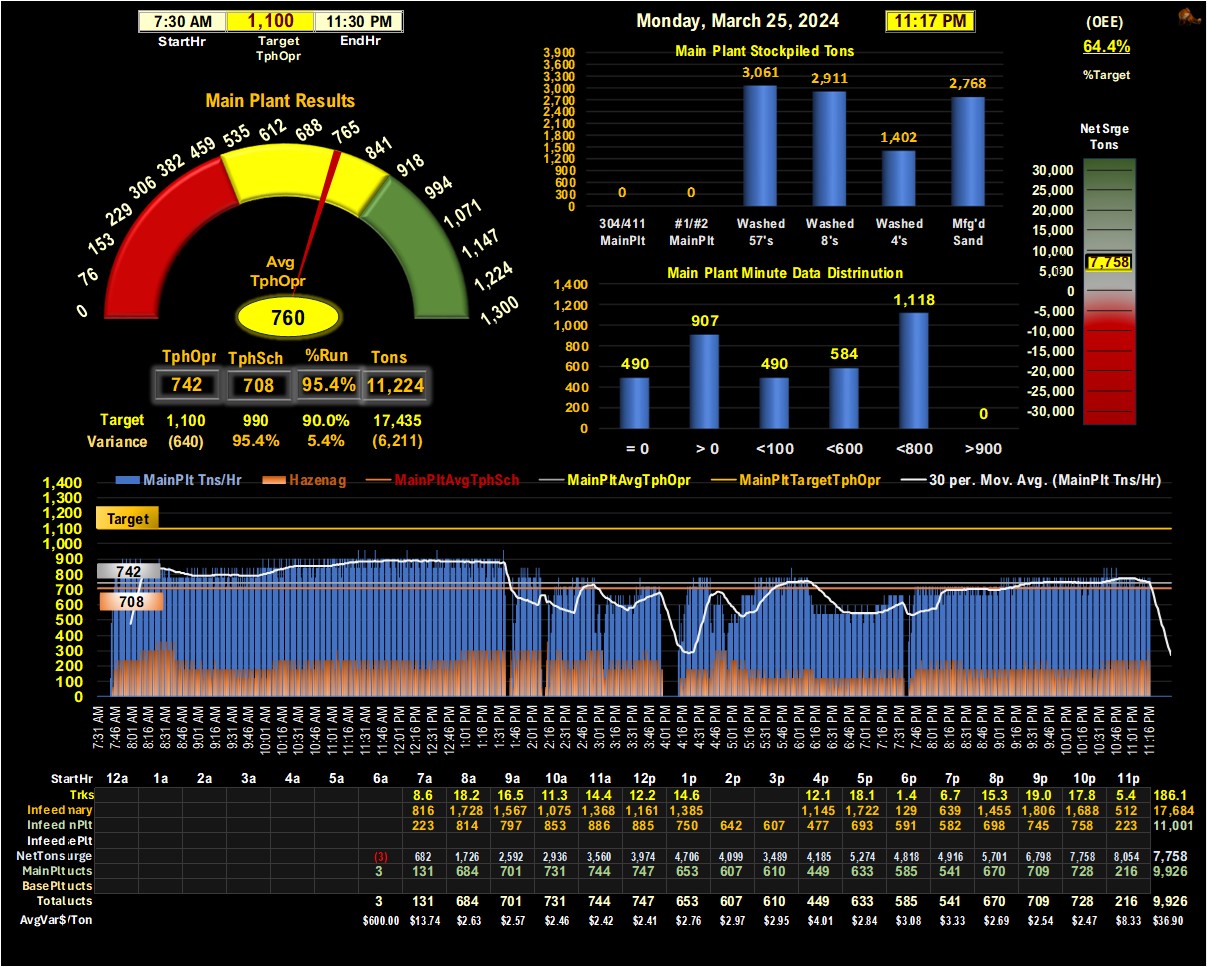 7:30 AM 1,100 11:30 PM
StartHr Target TphOpr EndHr
Monday, March 25, 2024 11:17 PM
(OEE)
64.4%
%Target
Main Plant Results
0 76 153 229 306 382 459 535 612 688 765 841 918 994 1,071 1,147 1,224 1,300
Avg
TphOpr
760
TphOpr TphSch %Run Tons
742 708 95.4% 11,224
Target 1,100 990 90.0% 17,435
Variance (640) 95.4% 5.4% (6,211)
Main Plant Stockpiled Tons
3,900
3,600
3,300
3,000
2,700
2,400
2,100
1,800
1,500
1,200
900
600
300
0
0 0 3,061 2,911 1,402 2,768
304/411 #1/#2 Washed Washed Washed Mfg'd
MainPlt MainPlt 57's 8's 4's Sand
Main Plant Minute Data Distrinution
1,400
1,200
1,000
800
600
400
200
0
490 907 490 584 1,118 0
= 0 > 0 <100 <600 <800 >900
Net Srge
Tons
30,000
25,000
20,000
15,000
10,000
5,000
0
-5,000
-10,000
-15,000
-20,000
-25,000
-30,000
7,758
MainPlt Tns/Hr Hazenag MainPltAvgTphSch MainPltAvgTphOpr MainPltTargetTphOpr 30 per. Mov. Avg. (MainPlt Tns/Hr)
1,400
1,300
1,200
1,100
1,000
900
800
700
600
500
400
300
200
100
0
Target
742
708
7:31 AM 7:46 AM 8:01 AM 8:16 AM 8:31 AM 8:46 AM 9:01 AM 9:16 AM 9:31 AM 9:46 AM 10:01 AM 10:16 AM 10:31 AM 10:46 AM 11:01 AM 11:16 AM 11:31 AM 11:46 AM 12:01 PM 12:16 PM 12:31 PM 12:46 PM 1:01 PM 1:16 PM 1:31 PM 1:46 PM 2:01 PM 2:16 PM 2:31 PM 2:46 PM 3:01 PM 3:16 PM 3:31 PM 3:46 PM 4:01 PM 4:16 PM 4:31 PM 4:46 PM 5:01 PM 5:16 PM 5:31 PM 5:46 PM 6:01 PM 6:16 PM 6:31 PM 6:46 PM 7:01 PM 7:16 PM 7:31 PM 7:46 PM 8:01 PM 8:16 PM 8:31 PM 8:46 PM 9:01 PM 9:16 PM 9:31 PM 9:46 PM 10:01 PM 10:16 PM 10:31 PM 10:46 PM 11:01 PM 11:16 PM
StartHr 12a 1a 2a 3a 4a 5a 6a 7a 8a 9a 10a 11a 12p 1p 2p 3p 4p 5p 6p 7p 8p 9p 10p 11p
Trks 8.6 18.2 16.5 11.3 14.4 12.2 14.6 12.1 18.1 1.4 6.7 15.3 19.0 17.8 5.4 186.1
Infeed nary 816 1,728 1,567 1,075 1,368 1,161 1,385 1,145 1,722 129 639 1,455 1,806 1,688 512 17,684
Infeed nPlt 223 814 797 853 886 885 750 642 607 477 693 591 582 698 745 758 223 11,001
Infeed ePlt
NetTons urge (3) 682 1,726 2,592 2,936 3,560 3,974 4,706 4,099 3,489 4,185 5,274 4,818 4,916 5,701 6,798 7,758 8,054 7,758
MainPlt ucts 3 131 684 701 731 744 747 653 607 610 449 633 585 541 670 709 728 216 9,926
BasePlt ucts
Total ucts 3 131 684 701 731 744 747 653 607 610 449 633 585 541 670 709 728 216 9,926
AvgVar$/Ton $600.00 $13.74 $2.63 $2.57 $2.46 $2.42 $2.41 $2.76 $2.97 $2.95 $4.01 $2.84 $3.08 $3.33 $2.69 $2.54 $2.47 $8.33 $36.90